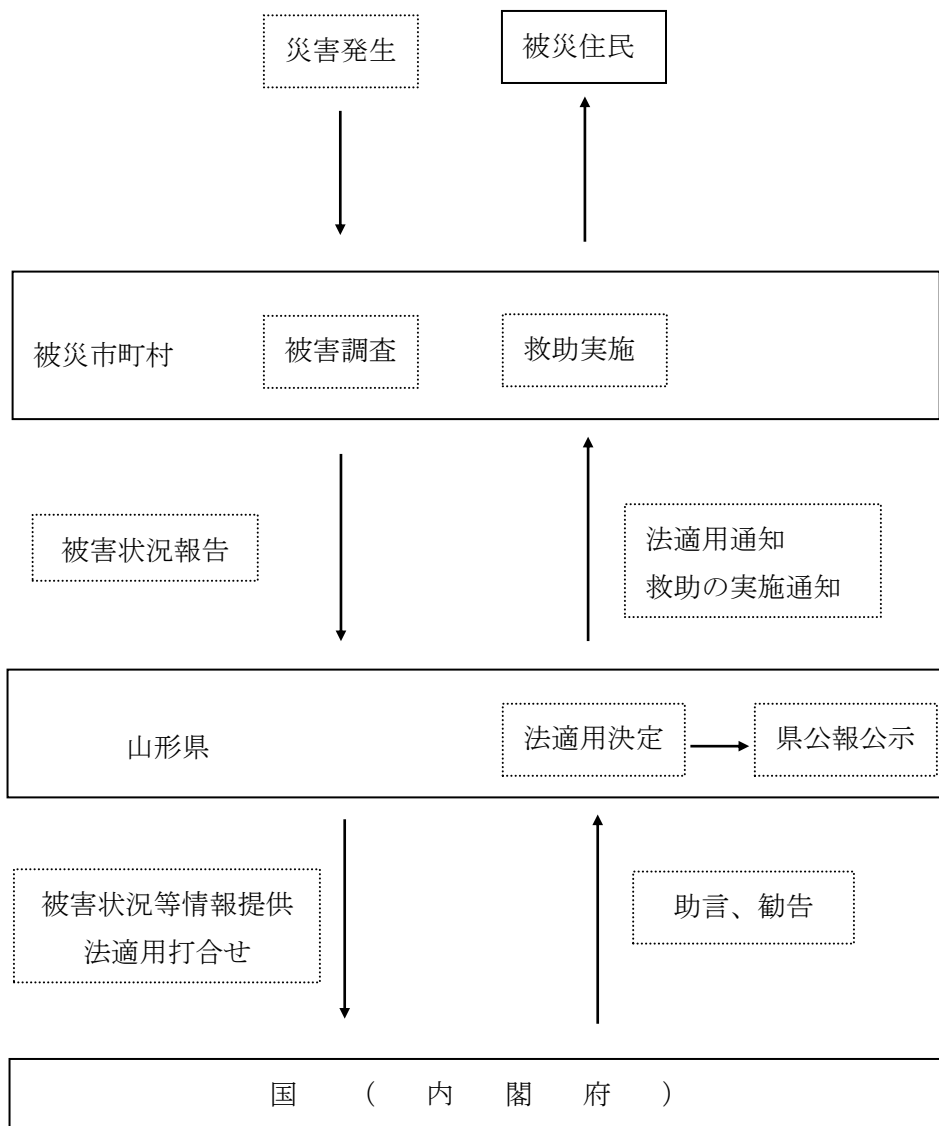 災害発生
被災住民
被災市町村
被害調査
救助実施
被害状況報告
法適用通知
救助の実施通知
山形県
法適用決定
県公報公示
被害状況等情報提供
法適用打合せ
助言、勧告
国（内閣府）